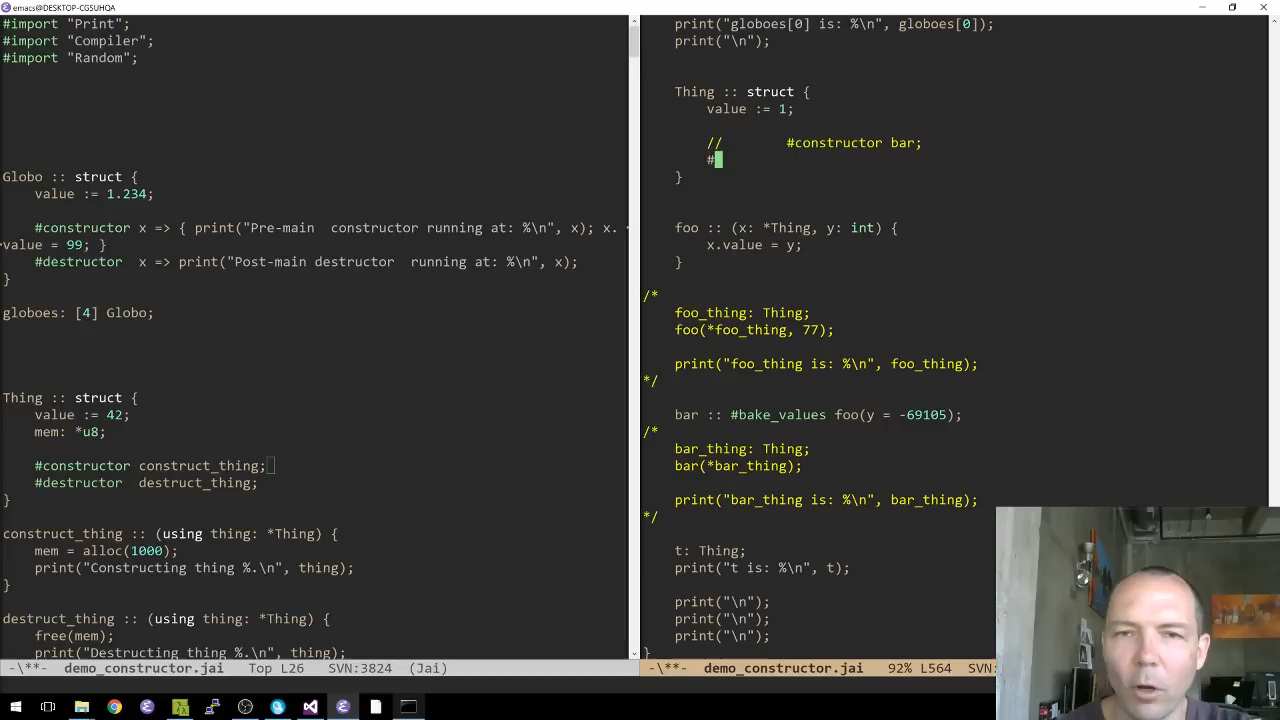 emacs@DESKTOP-CGSUHQA
#import "Print";
#import "Compiler";
#import "Random";
Globo :: struct {
value := 1.234;
#constructor x => { print("Pre-main  constructor running at: %\n", x); x.
value = 99; }
#destructor  x => print("Post-main destructor  running at: %\n", x);
}
globoes: [4] Globo;
Thing :: struct {
value := 42;
mem: *u8;
#constructor construct_thing;
#destructor  destruct_thing;
}
construct_thing :: (using thing: *Thing) {
mem = alloc(1000);
print("Constructing thing %.\n", thing);
}
destruct_thing :: (using thing: *Thing) {
free(mem);
print("Destructing thing %.\n", thing);
-\**-  demo_constructor.jai  Top L26  SVN:3824  (Jai)
print("globoes[0] is: %\n", globoes[0]);
print("\n");
Thing :: struct {
value := 1;
//        #constructor bar;
#
}
foo :: (x: *Thing, y: int) {
x.value = y;
}
/*
foo_thing: Thing;
foo(*foo_thing, 77);
print("foo_thing is: %\n", foo_thing);
*/
bar :: #bake_values foo(y = -69105);
/*
bar_thing: Thing;
bar(*bar_thing);
print("bar_thing is: %\n", bar_thing);
*/
t: Thing;
print("t is: %\n", t);
print("\n");
print("\n");
print("\n");
}
-\**-  demo_constructor.jai  92% L564  SVN: